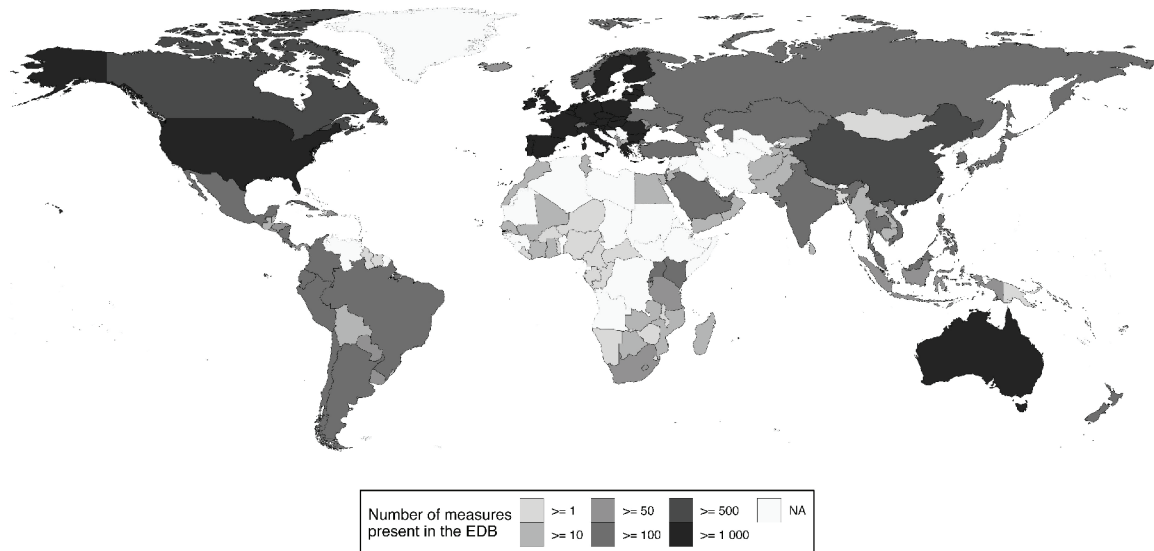 Number of measures
present in the EDB
>= 1
>= 10
>= 50
>= 100
>= 500
>= 1 000
NA